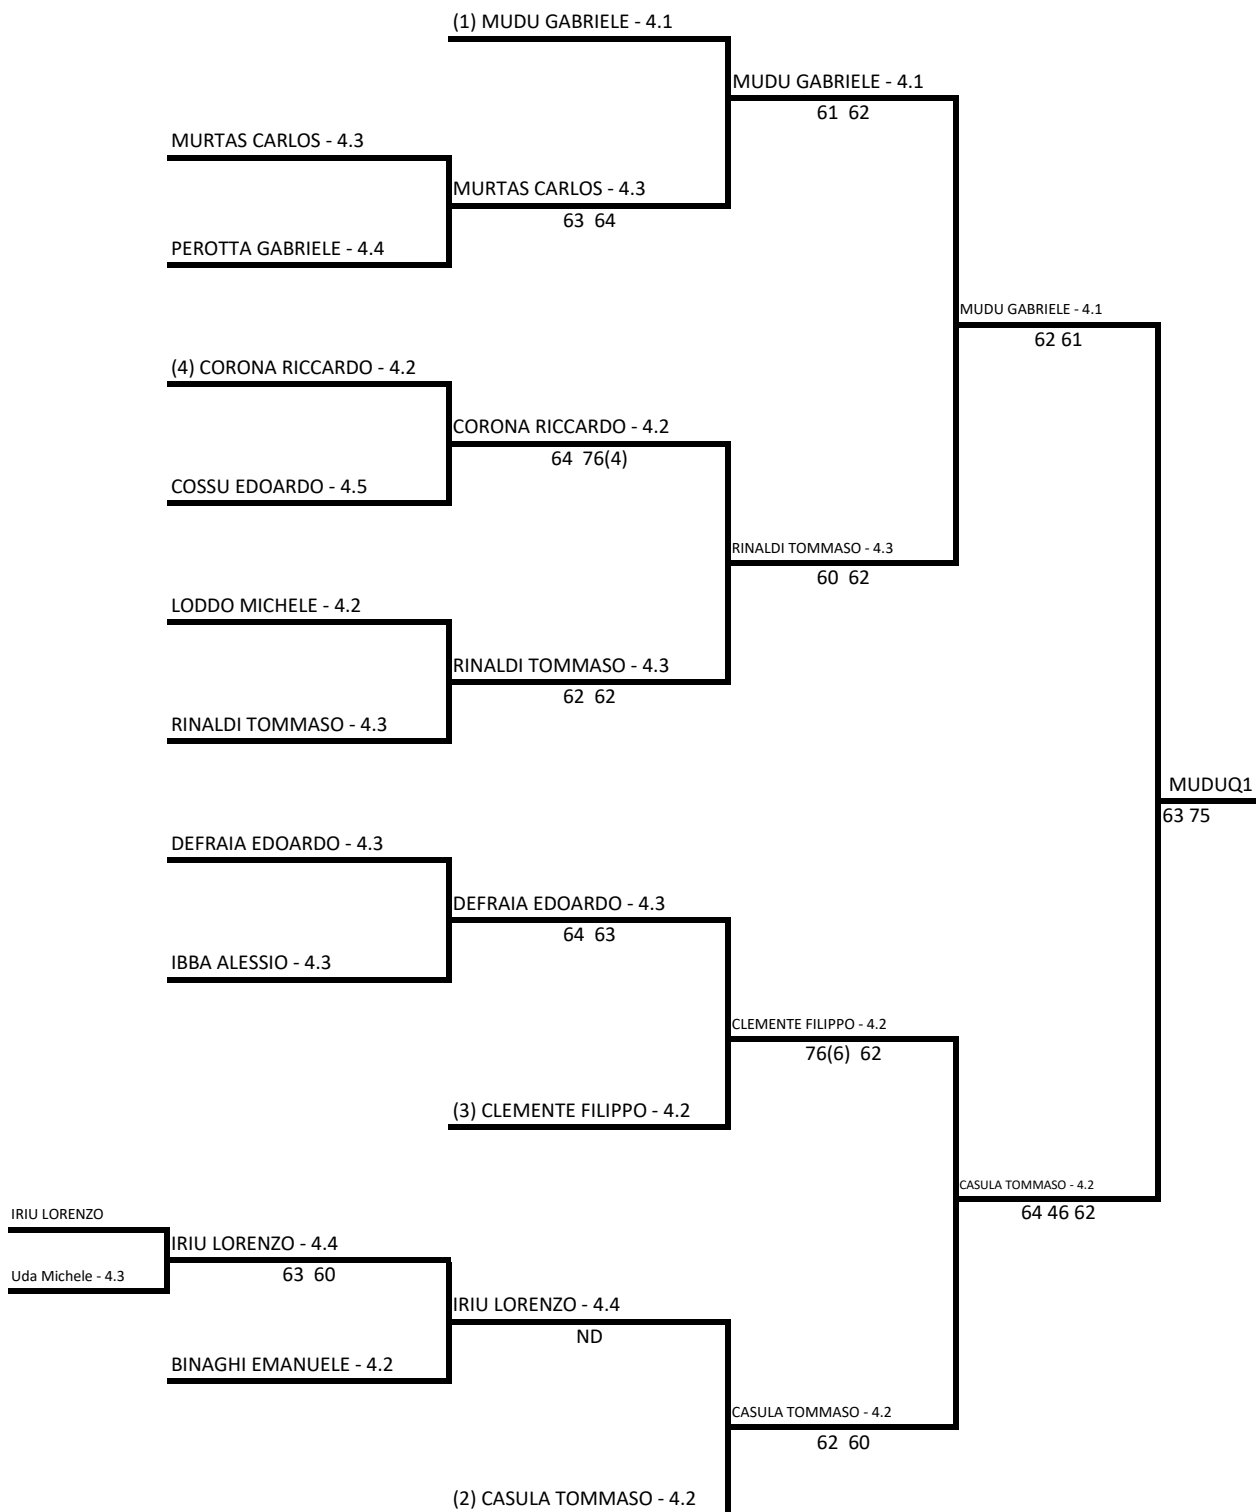 (1) MUDU GABRIELE - 4.1
MUDU GABRIELE - 4.1
61 62
MURTAS CARLOS - 4.3
MURTAS CARLOS - 4.3
63 64
PEROTTA GABRIELE - 4.4
MUDU GABRIELE - 4.1
62 61
(4) CORONA RICCARDO - 4.2
CORONA RICCARDO - 4.2
64 76(4)
COSSU EDOARDO - 4.5
RINALDI TOMMASO - 4.3
60 62
LODDO MICHELE - 4.2
RINALDI TOMMASO - 4.3
62 62
RINALDI TOMMASO - 4.3
MUDUQ1
63 75
DEFRAIA EDOARDO - 4.3
DEFRAIA EDOARDO - 4.3
64 63
IBBA ALESSIO - 4.3
CLEMENTE FILIPPO - 4.2
76(6) 62
(3) CLEMENTE FILIPPO - 4.2
CASULA TOMMASO - 4.2
64 46 62
IRIU LORENZO
IRIU LORENZO - 4.4
63 60
Uda Michele - 4.3
IRIU LORENZO - 4.4
ND
BINAGHI EMANUELE - 4.2
CASULA TOMMASO - 4.2
62 60
(2) CASULA TOMMASO - 4.2